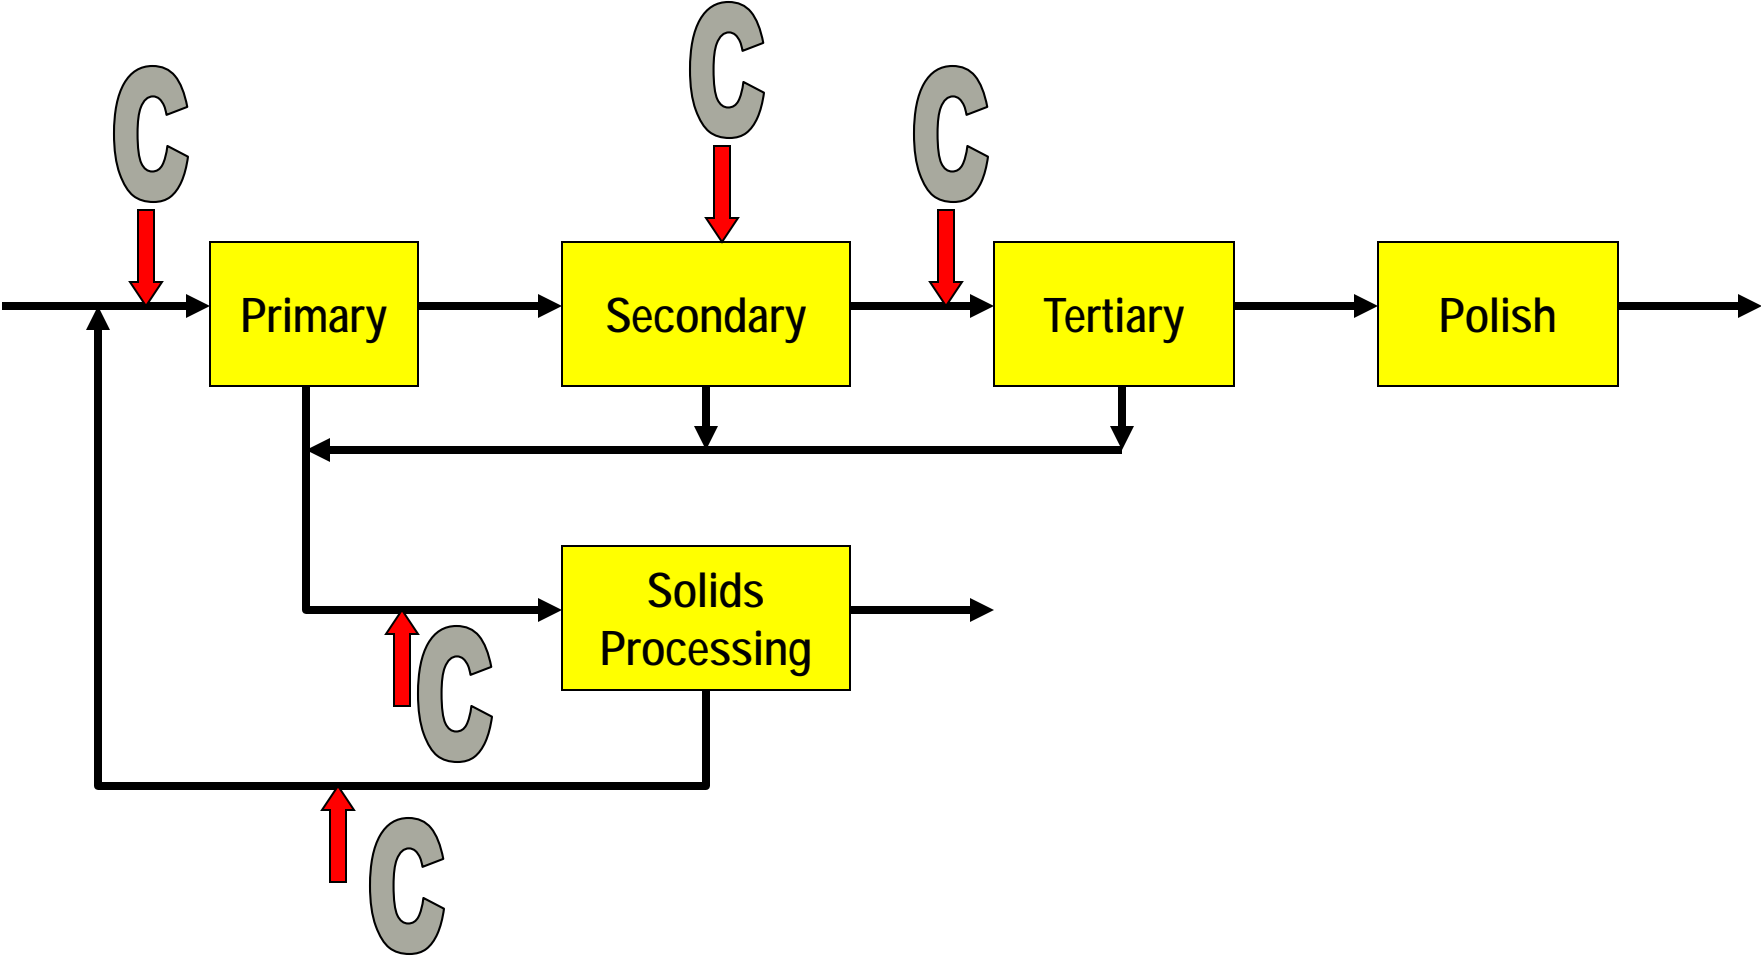 C
C
C
Primary
Secondary
Tertiary
Polish
Solids
Processing
C
C